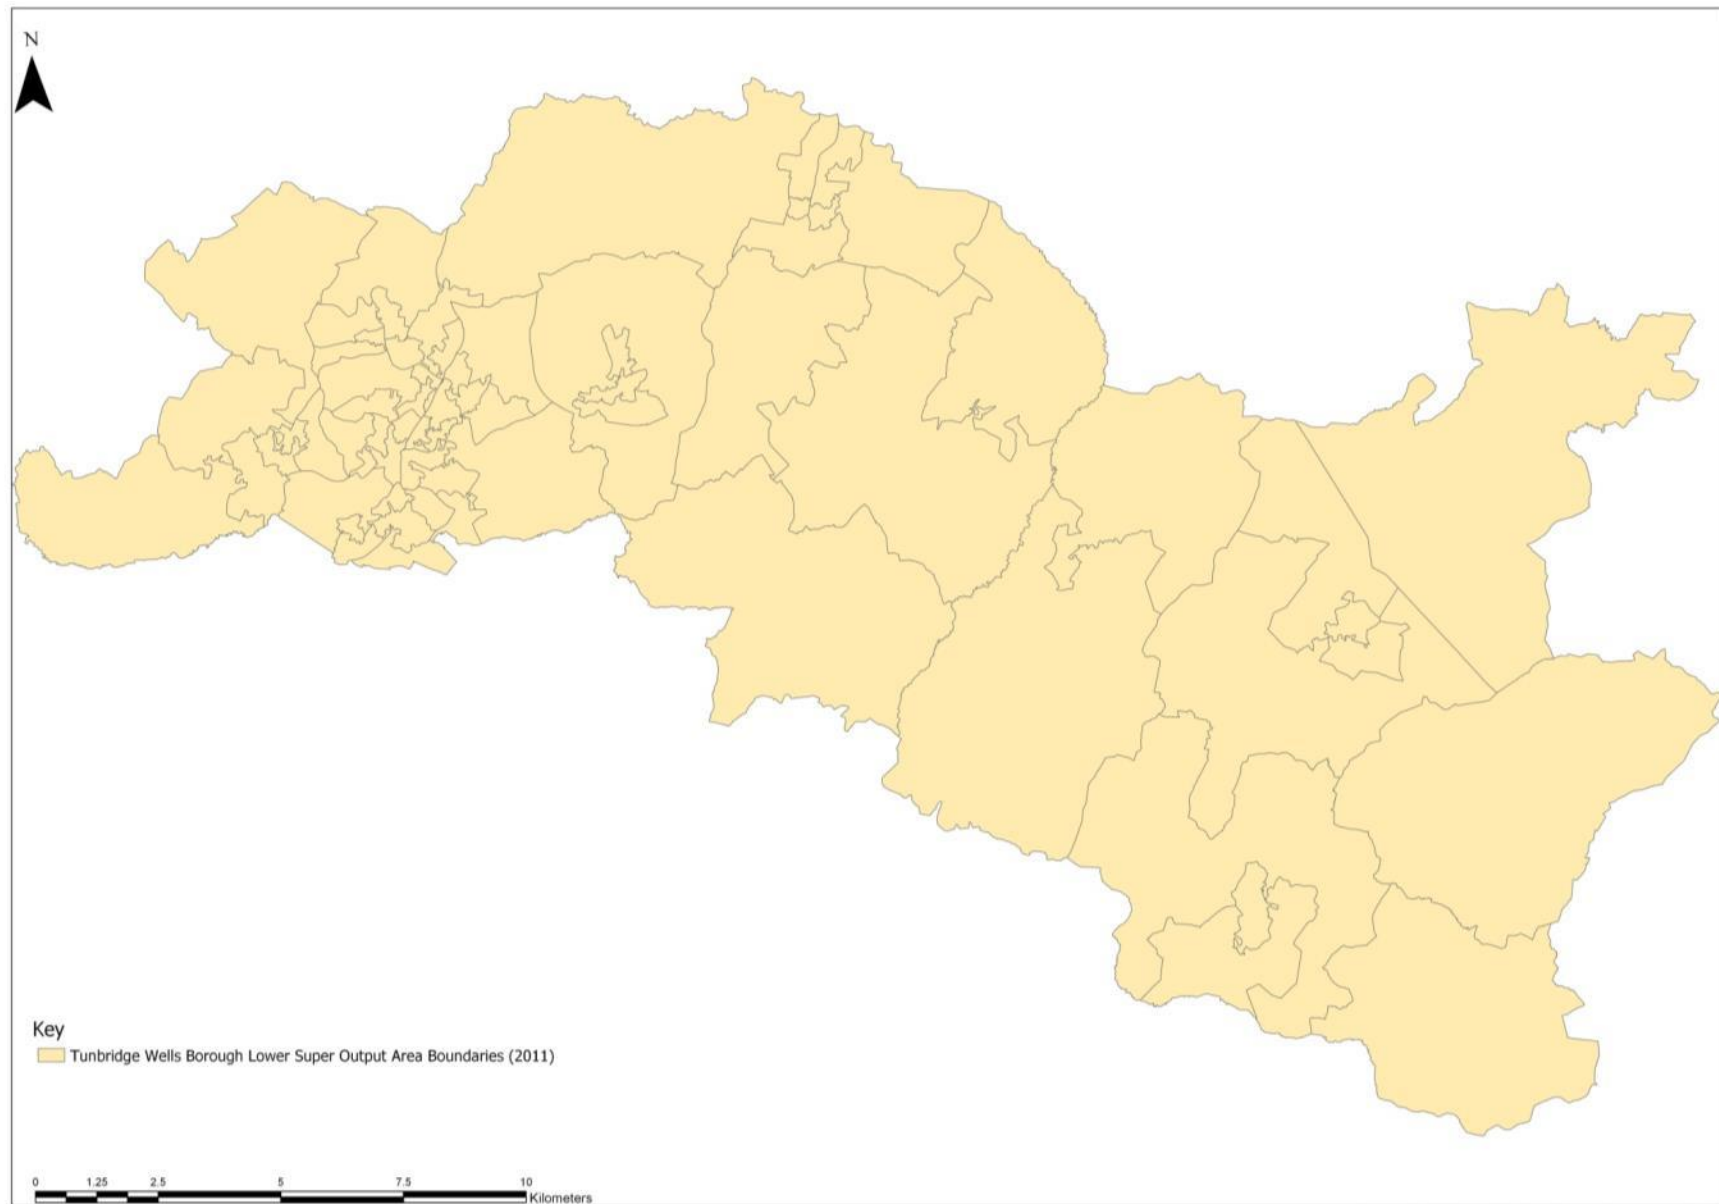 N
Key
Tunbridge Wells Borough Lower Super Output Area Boundaries (2011)
0 1.25 2.5 5 7.5 10
Kilometers